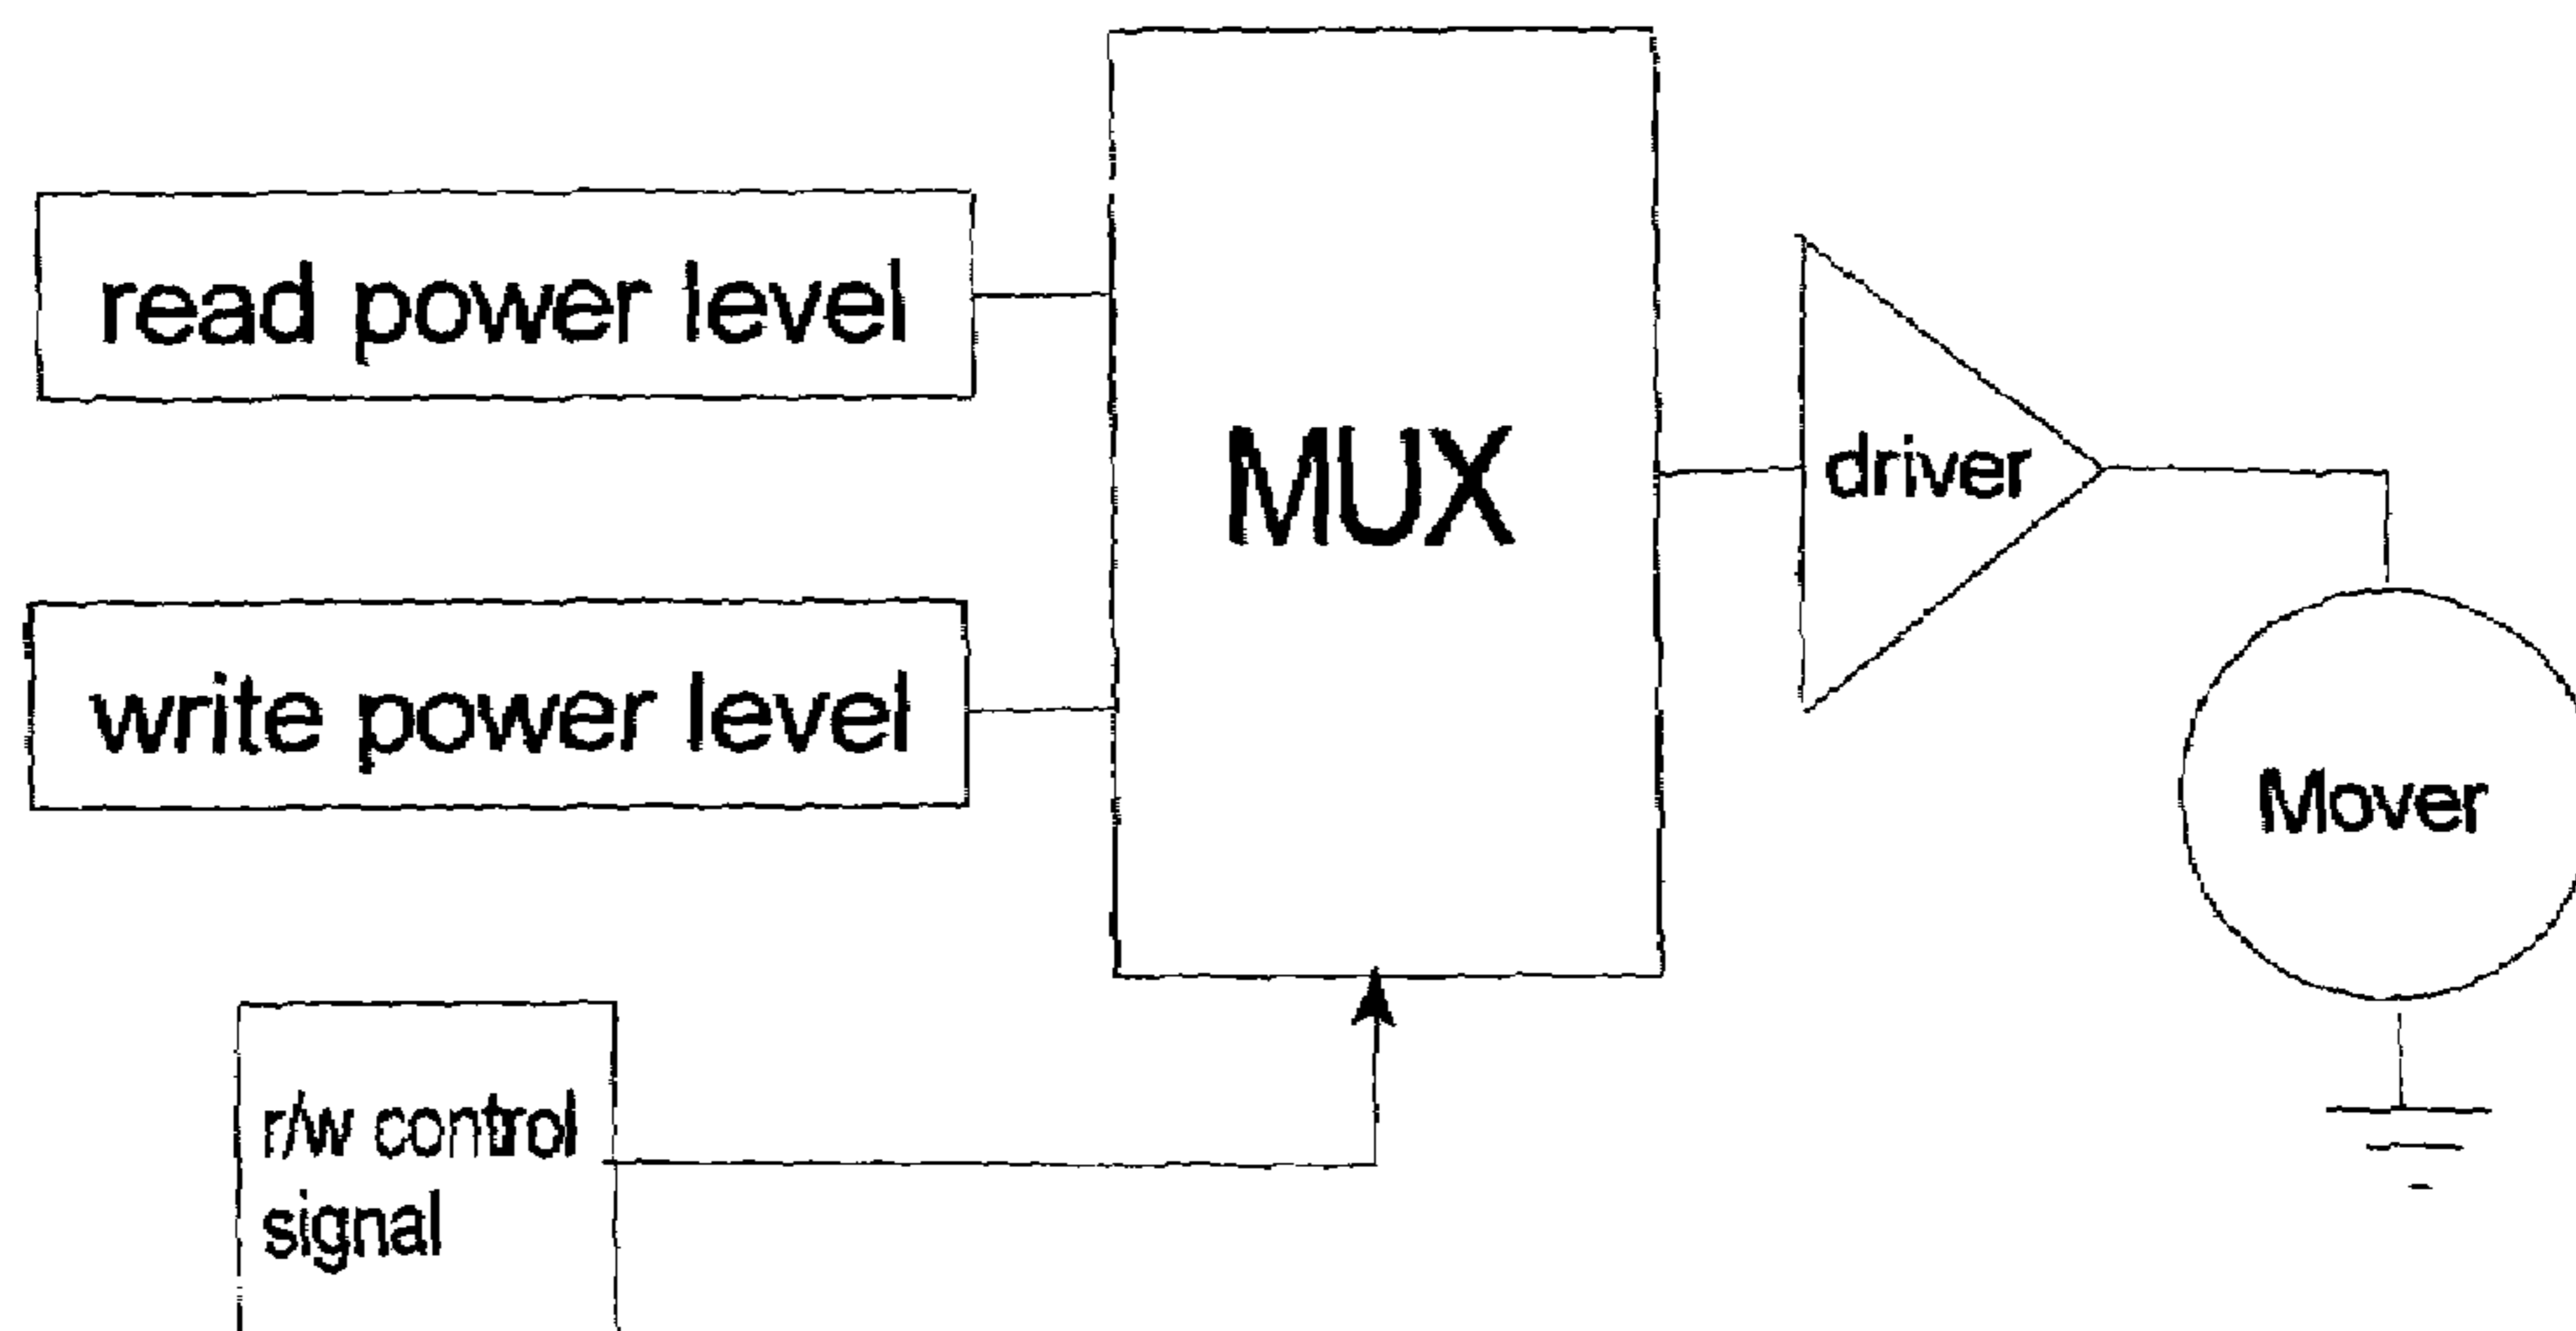 read power level
MUX
driver
write power level
Mover
r/w control
signal